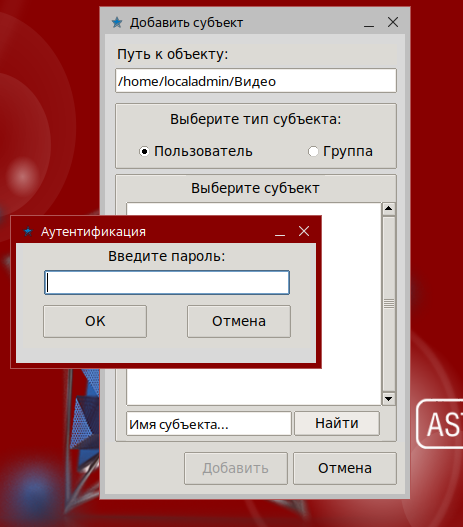 Добавить субъект
Путь к объекту:
/home/localadmin/Видео
Выберите тип субъекта:
Пользователь Группа
Выберите субъект
Аутентификация
Введите пароль:
ОК Отмена
Имя субъекта... Найти
AST
Добавить Отмена